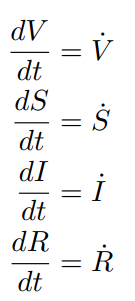 dV/dt = V̇
dS/dt = Ṡ
dI/dt = İ
dR/dt = Ṙ